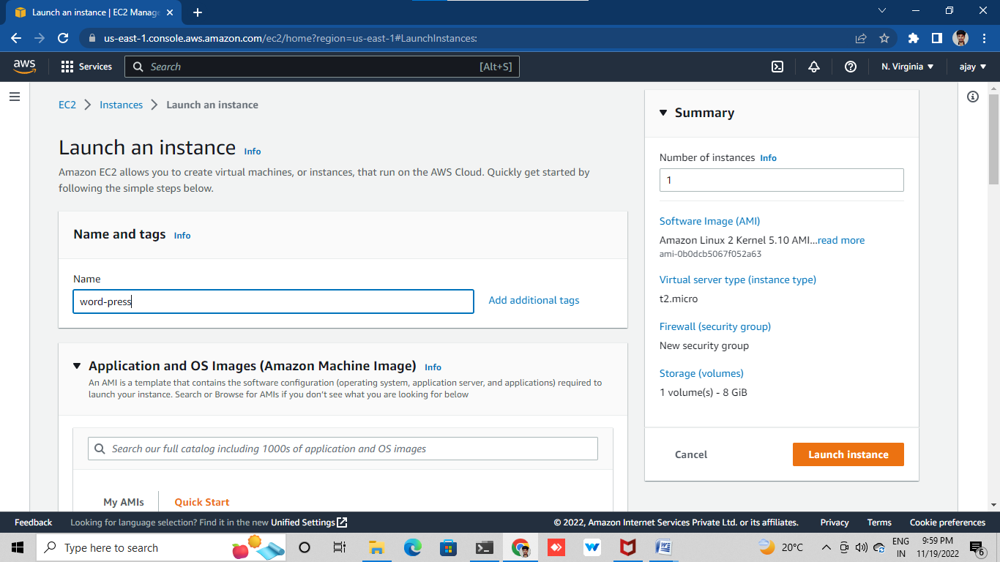 Launch an instance | EC2 Manage
us-east-1.console.aws.amazon.com/ec2/home?region=us-east-1#LaunchInstances:
aws
Services
Search
[Alt+S]
N. Virginia
ajay
EC2
Instances
Launch an instance
Launch an instance Info
Amazon EC2 allows you to create virtual machines, or instances, that run on the AWS Cloud. Quickly get started by
following the simple steps below.
Name and tags Info
Name
word-press
Add additional tags
Application and OS Images (Amazon Machine Image) Info
An AMI is a template that contains the software configuration (operating system, application server, and applications) required to
launch your instance. Search or Browse for AMIs if you don't see what you are looking for below
Search our full catalog including 1000s of application and OS images
My AMIs
Quick Start
Summary
Number of instances Info
1
Software Image (AMI)
Amazon Linux 2 Kernel 5.10 AMI...read more
ami-0b0dcb5067f052a63
Virtual server type (instance type)
t2.micro
Firewall (security group)
New security group
Storage (volumes)
1 volume(s) - 8 GiB
Cancel
Launch instance
Feedback
Looking for language selection? Find it in the new Unified Settings
© 2022, Amazon Internet Services Private Ltd. or its affiliates.
Privacy
Terms
Cookie preferences
Type here to search
20°C
ENG
IN
9:59 PM
11/19/2022
6